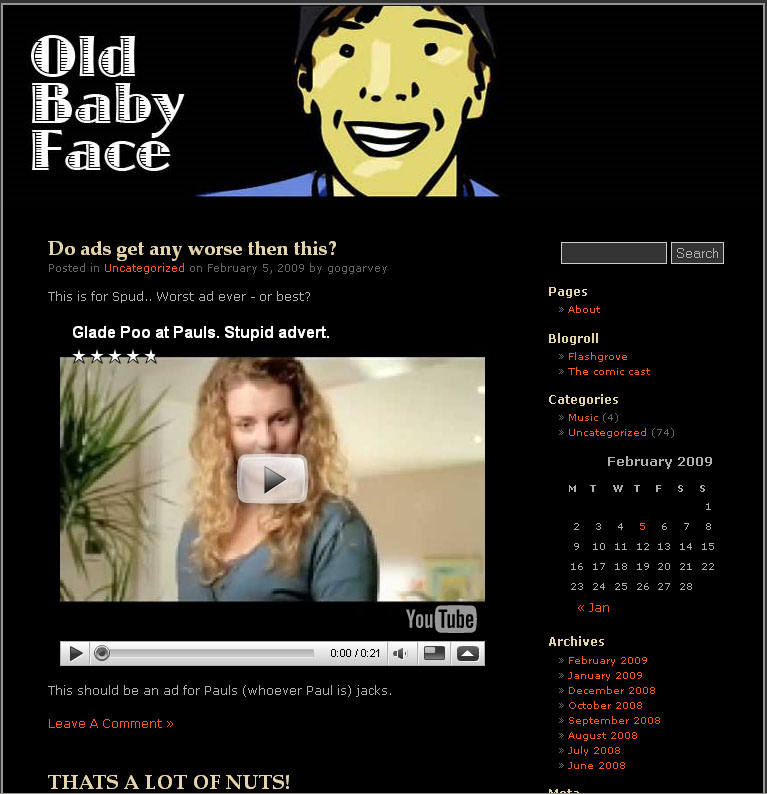 Old
Baby
Face
Do ads get any worse then this?
Posted in Uncategorized on February 5, 2009 by goggarvey
This is for Spud.. Worst ad ever - or best?
Glade Poo at Pauls. Stupid advert.
YouTube
0:00 / 0:21
This should be an ad for Pauls (whoever Paul is) jacks.
Leave A Comment »
THATS A LOT OF NUTS!
Search
Pages
» About
Blogroll
» Flashgrove
» The comic cast
Categories
» Music (4)
» Uncategorized (74)
February 2009
M T W T F S S
1
2 3 4 5 6 7 8
9 10 11 12 13 14 15
16 17 18 19 20 21 22
23 24 25 26 27 28
« Jan
Archives
» February 2009
» January 2009
» December 2008
» October 2008
» September 2008
» August 2008
» July 2008
» June 2008
Meta